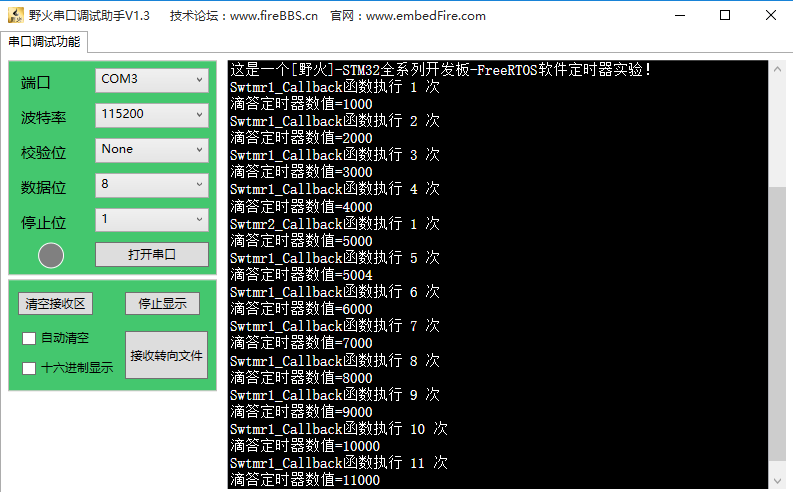 野火串口调试助手V1.3 技术论坛：www.fireBBS.cn 官网：www.embedFire.com
串口调试功能
端口 COM3
波特率 115200
校验位 None
数据位 8
停止位 1
打开串口
清空接收区 停止显示
自动清空
十六进制显示
接收转向文件
这是一个[野火]-STM32全系列开发板-FreeRTOS软件定时器实验!
Swtmr1_Callback函数执行 1 次
滴答定时器数值=1000
Swtmr1_Callback函数执行 2 次
滴答定时器数值=2000
Swtmr1_Callback函数执行 3 次
滴答定时器数值=3000
Swtmr1_Callback函数执行 4 次
滴答定时器数值=4000
Swtmr2_Callback函数执行 1 次
滴答定时器数值=5000
Swtmr1_Callback函数执行 5 次
滴答定时器数值=5004
Swtmr1_Callback函数执行 6 次
滴答定时器数值=6000
Swtmr1_Callback函数执行 7 次
滴答定时器数值=7000
Swtmr1_Callback函数执行 8 次
滴答定时器数值=8000
Swtmr1_Callback函数执行 9 次
滴答定时器数值=9000
Swtmr1_Callback函数执行 10 次
滴答定时器数值=10000
Swtmr1_Callback函数执行 11 次
滴答定时器数值=11000